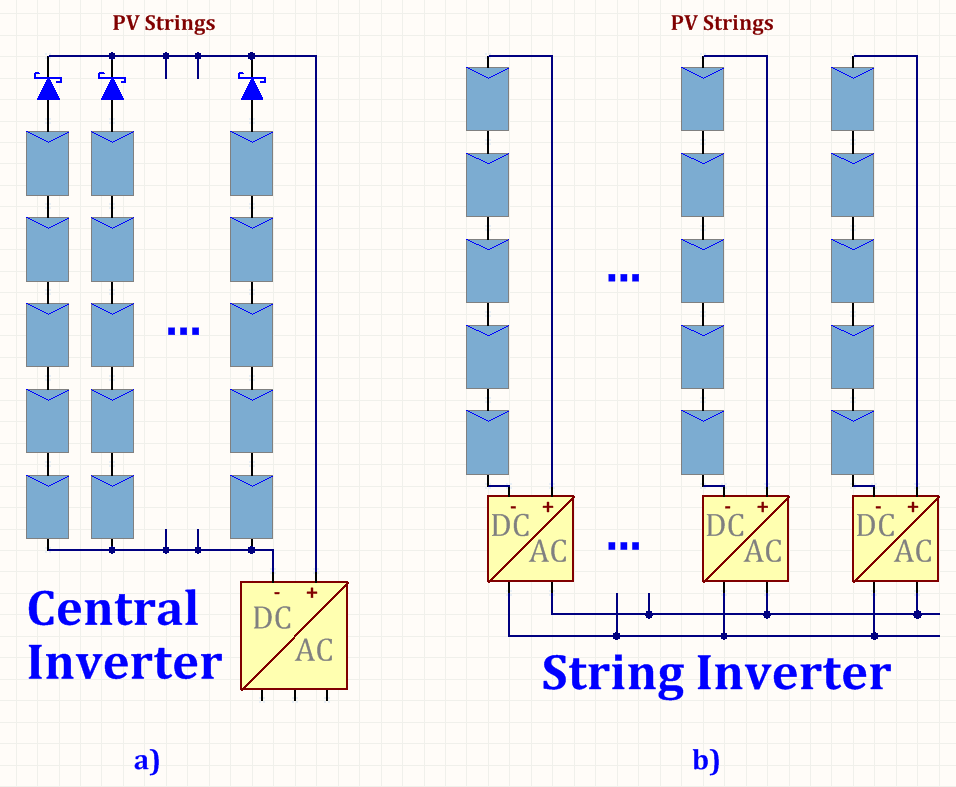 PV Strings
...
- +
DC
AC
Central
Inverter
a)
PV Strings
...
- +
DC
AC
...
- +
DC
AC
- +
DC
AC
String Inverter
b)